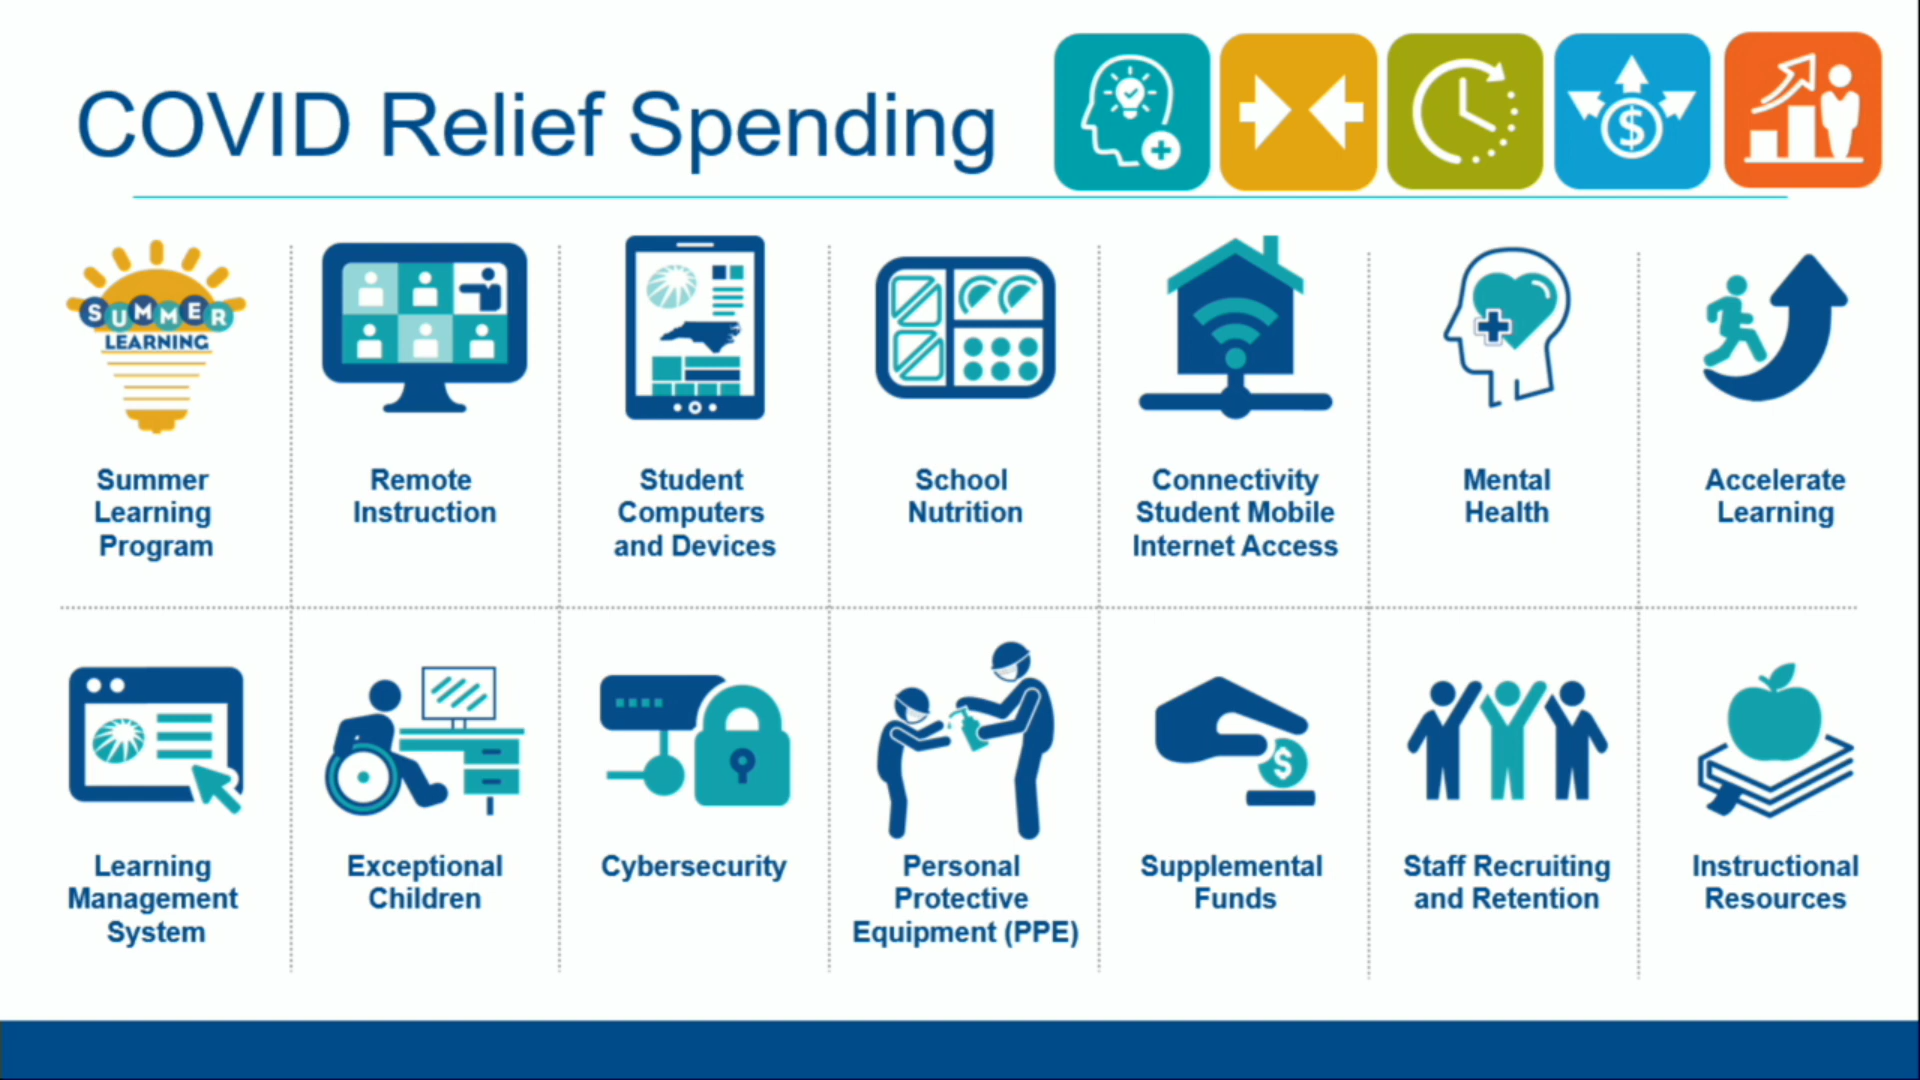 COVID Relief Spending
SUMMER
LEARNING
Summer
Learning
Program
Remote
Instruction
Student
Computers
and Devices
School
Nutrition
Connectivity
Student Mobile
Internet Access
Mental
Health
Accelerate
Learning
Learning
Management
System
Exceptional
Children
Cybersecurity
Personal
Protective
Equipment (PPE)
Supplemental
Funds
Staff Recruiting
and Retention
Instructional
Resources